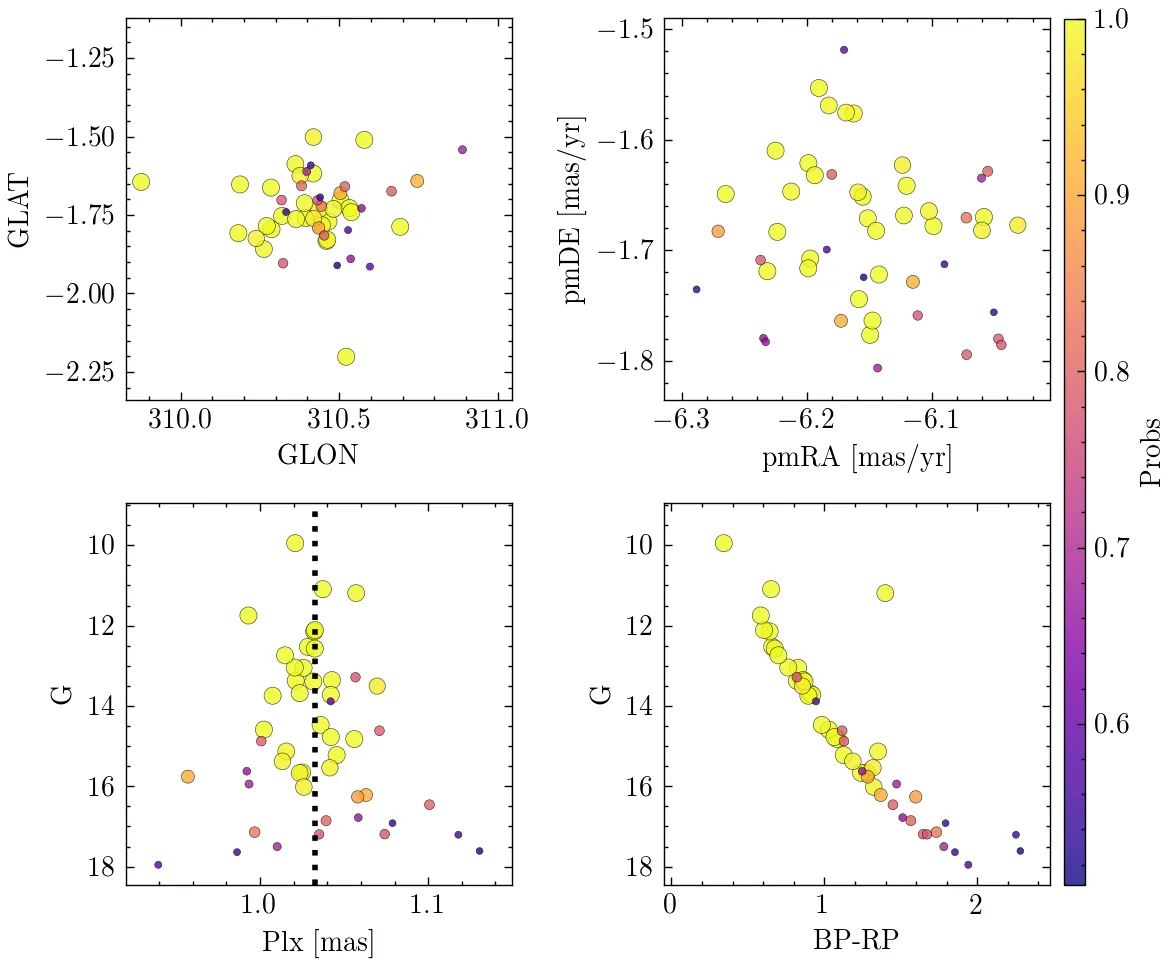 −1.25
−1.50
−1.75
−2.00
−2.25
GLAT
310.0 310.5 311.0
GLON
−1.5
−1.6
−1.7
−1.8
pmDE [mas/yr]
−6.3 −6.2 −6.1
pmRA [mas/yr]
10
12
14
16
18
G
1.0 1.1
Plx [mas]
10
12
14
16
18
G
0 1 2
BP-RP
1.0
0.9
0.8
0.7
0.6
Probs